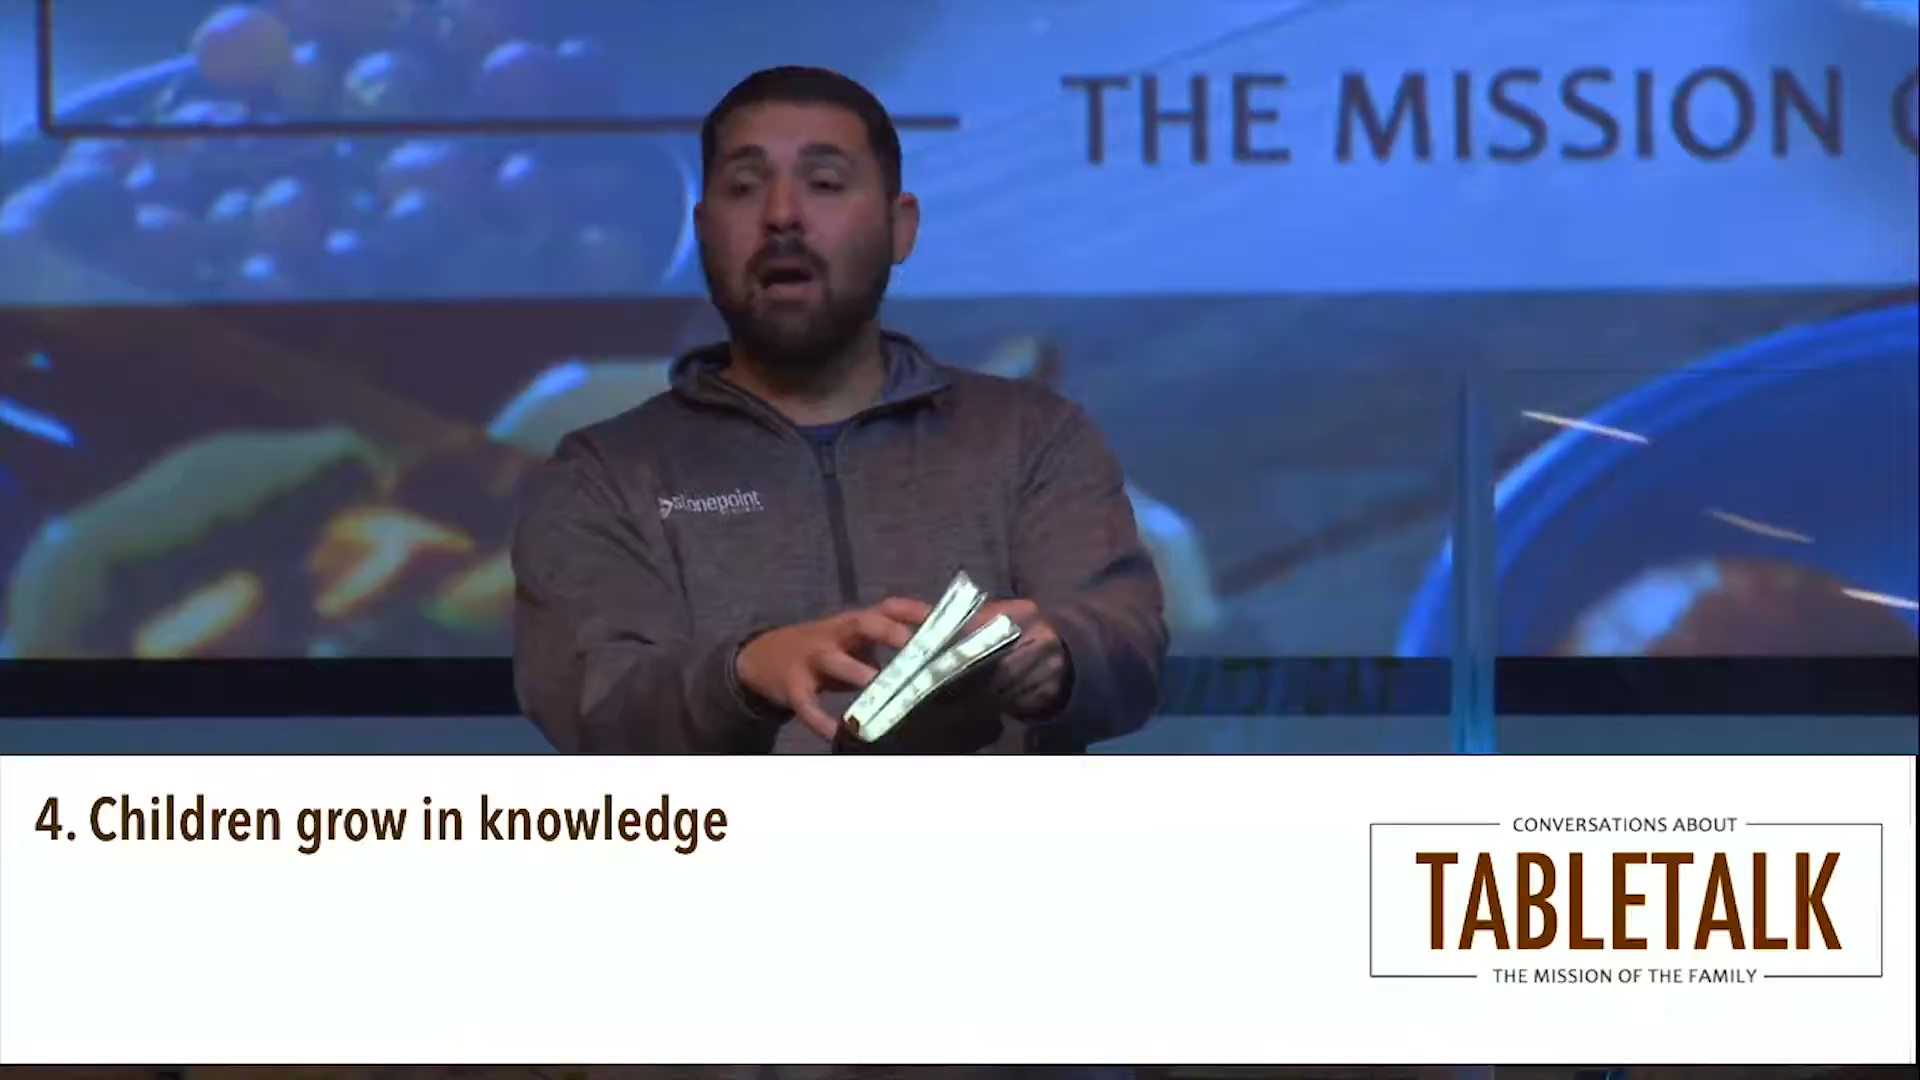 THE MISSION
stonepoint
4. Children grow in knowledge
CONVERSATIONS ABOUT
TABLETALK
THE MISSION OF THE FAMILY